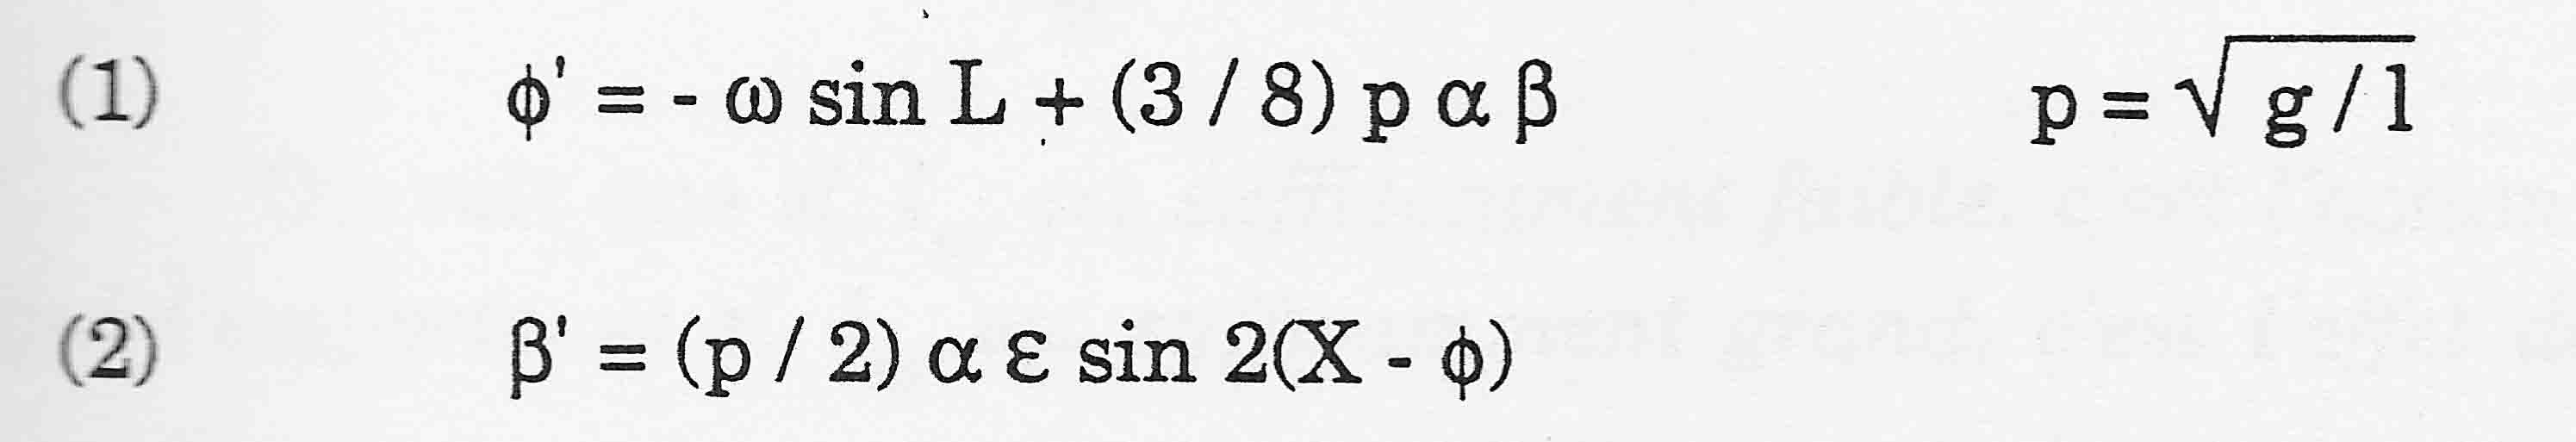 (1) ϕ' = - ω sin L + (3 / 8) p α β p = √ g / l
(2) β' = (p / 2) α ε sin 2(X - ϕ)